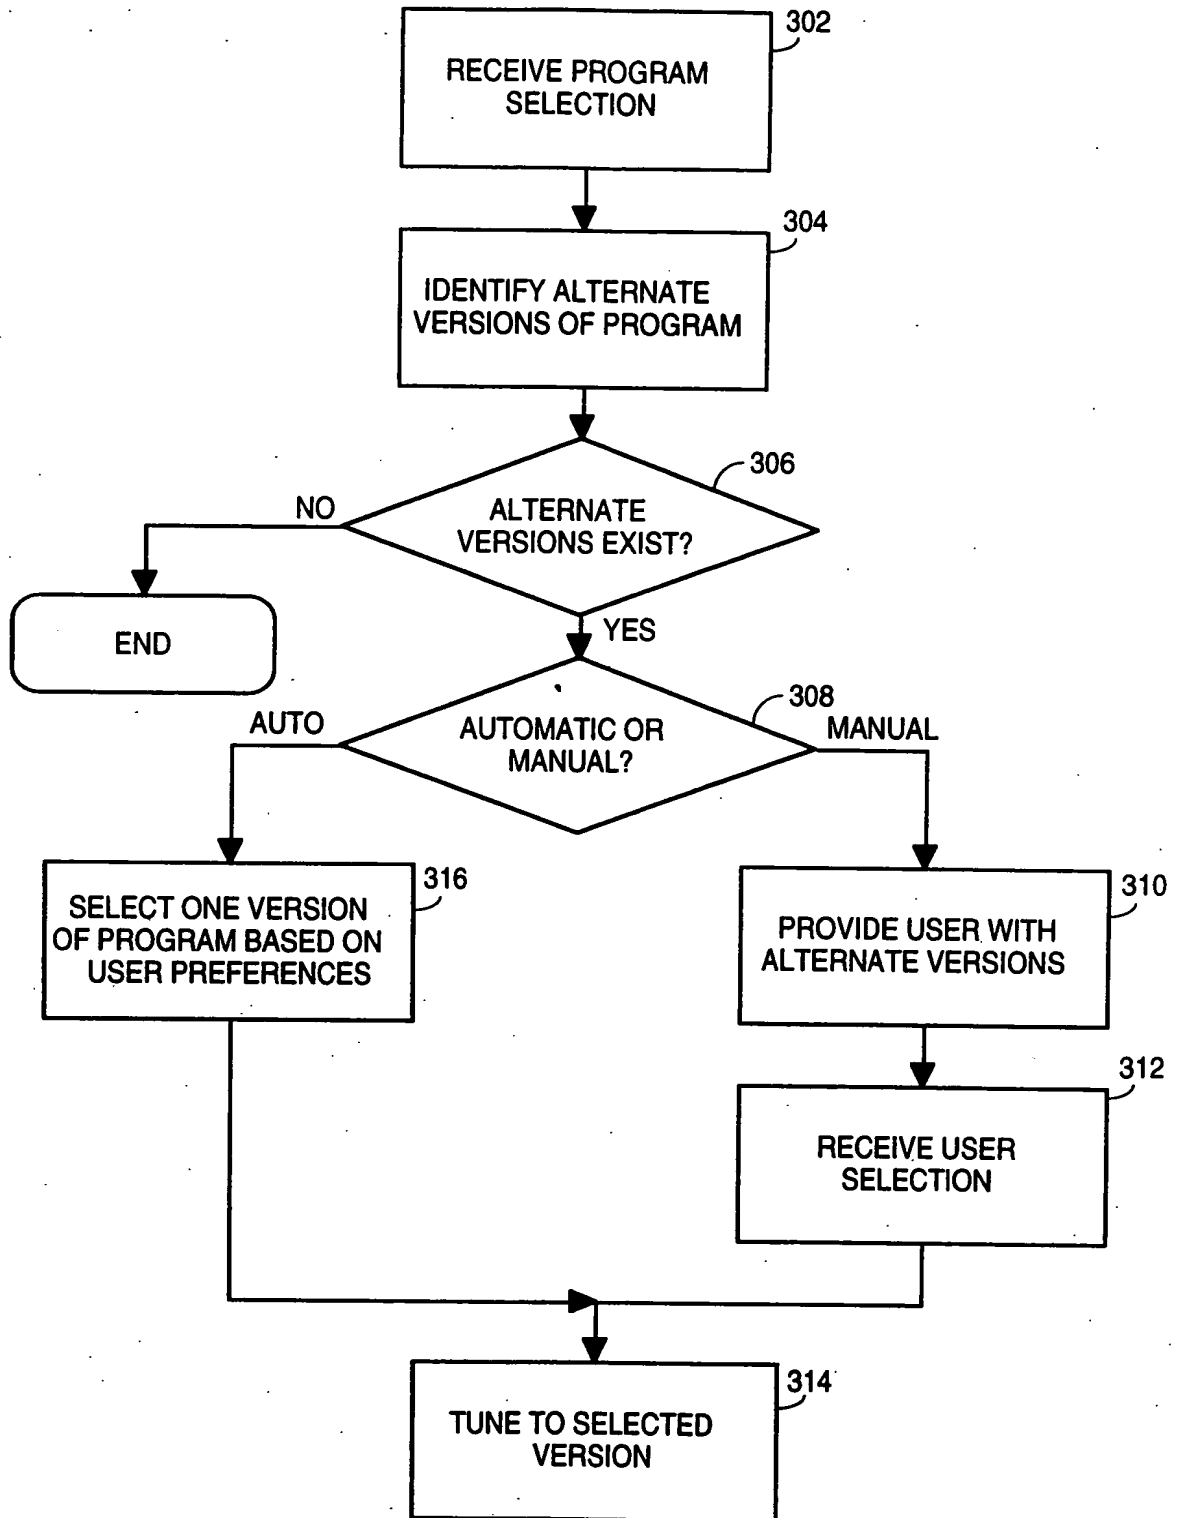 302
RECEIVE PROGRAM
SELECTION
304
IDENTIFY ALTERNATE
VERSIONS OF PROGRAM
306
NO
ALTERNATE
VERSIONS EXIST?
END
YES
308
AUTO
AUTOMATIC OR
MANUAL?
MANUAL
316
SELECT ONE VERSION
OF PROGRAM BASED ON
USER PREFERENCES
310
PROVIDE USER WITH
ALTERNATE VERSIONS
312
RECEIVE USER
SELECTION
314
TUNE TO SELECTED
VERSION